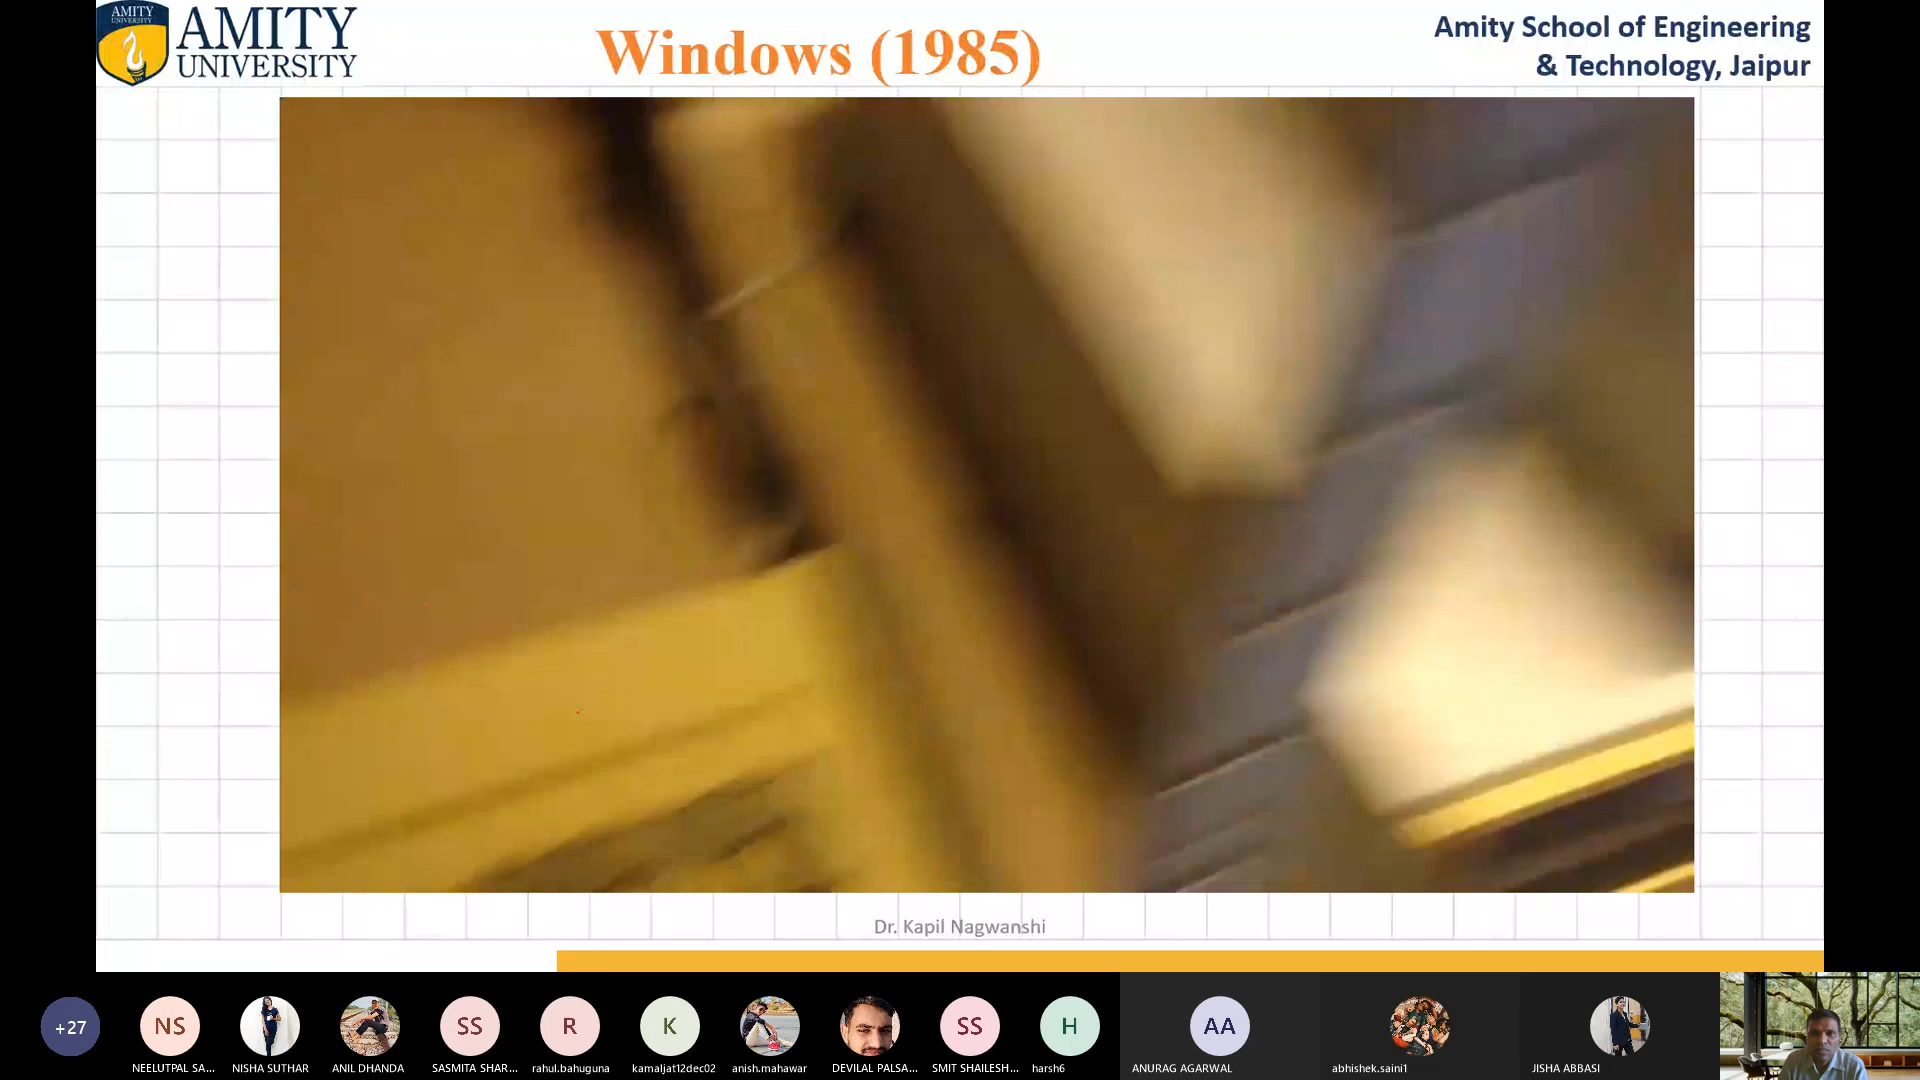 AMITY
UNIVERSITY
AMITY
UNIVERSITY
Windows (1985)
Amity School of Engineering
& Technology, Jaipur
Dr. Kapil Nagwanshi
+27
NS
SS
R
K
SS
H
AA
NEELUTPAL SA...
NISHA SUTHAR
ANIL DHANDA
SASMITA SHAR...
rahul.bahuguna
kamaljat12dec02
anish.mahawar
DEVILAL PALSA...
SMIT SHAILESH...
harsh6
ANURAG AGARWAL
abhishek.saini1
JISHA ABBASI